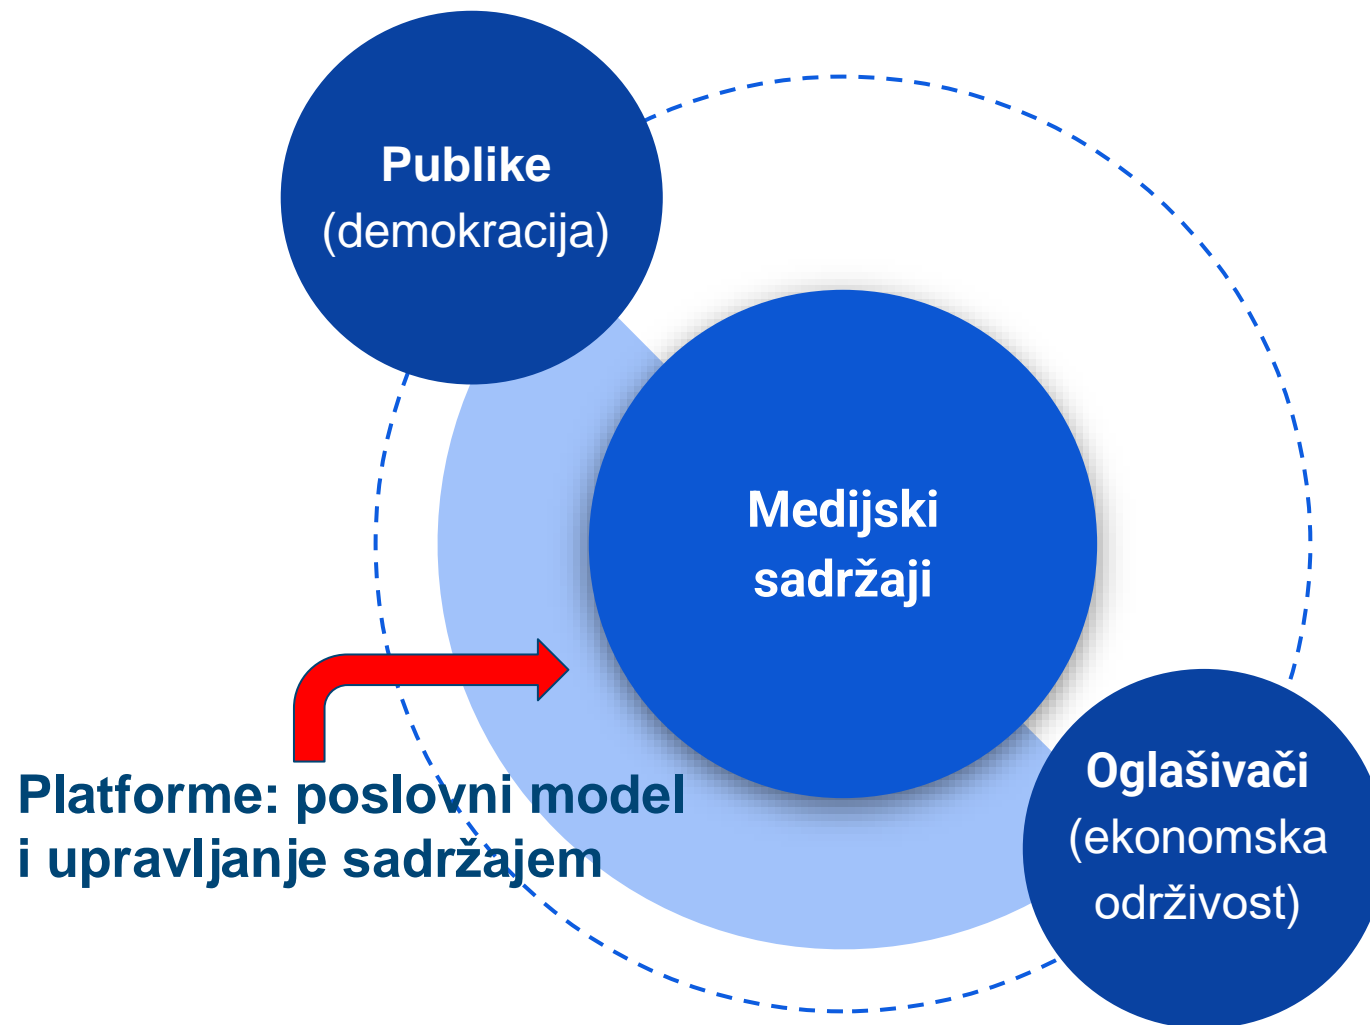 Publike
(demokracija)
Medijski
sadržaji
Platforme: poslovni model
i upravljanje sadržajem
Oglašivači
(ekonomska
održivost)